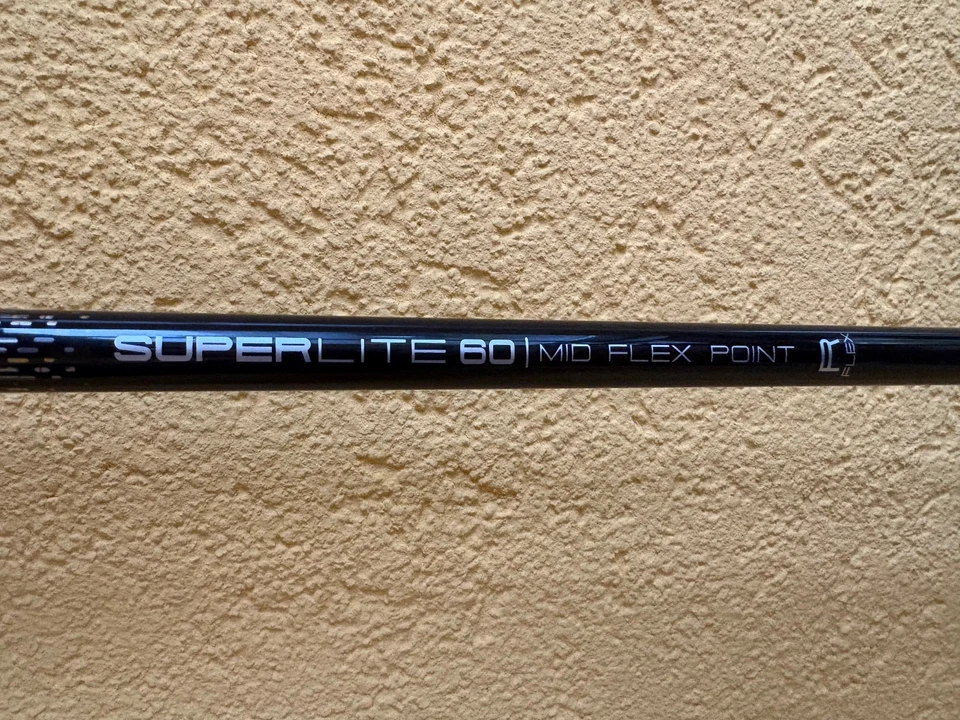 SUPERLITE 60 | MID FLEX POINT
R
FLEX